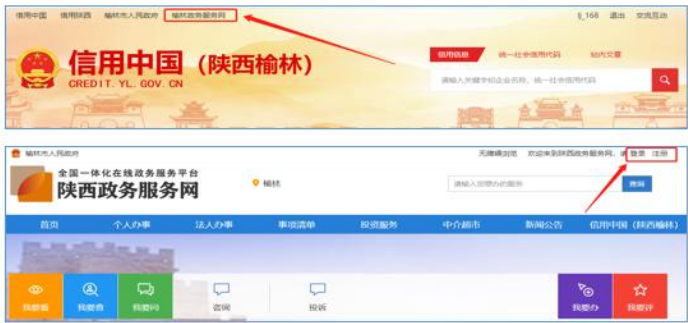 信用中国 信用陕西 榆林市人民政府 榆林政务服务网 退出 交流互动
信用中国(陕西榆林)
CREDIT. YL. GOV. CN
信用信息 统一社会信用代码 站内文章
请输入关键字如企业名称、统一社会信用代码
榆林市人民政府 无障碍浏览 欢迎来到陕西政务服务网、请 登录 注册
全国一体化在线政务服务平台
陕西政务服务网
榆林
请输入您想办的服务 查询
首页 个人办事 法人办事 事项清单 投资服务 中介超市 新闻公告 信用中国(陕西榆林)
我要看 我要查 我要问 咨询 投诉 我要办 我要评